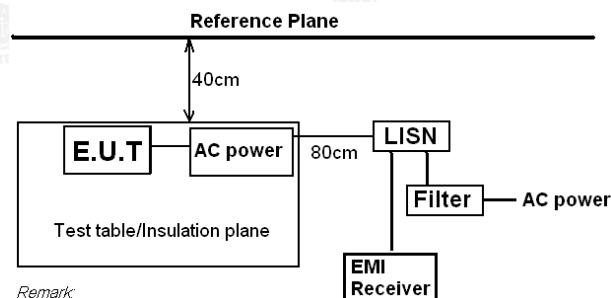 Reference Plane
40cm
E.U.T
AC power
80cm
LISN
Filter
AC power
Test table/Insulation plane
EMI
Receiver
Remark: